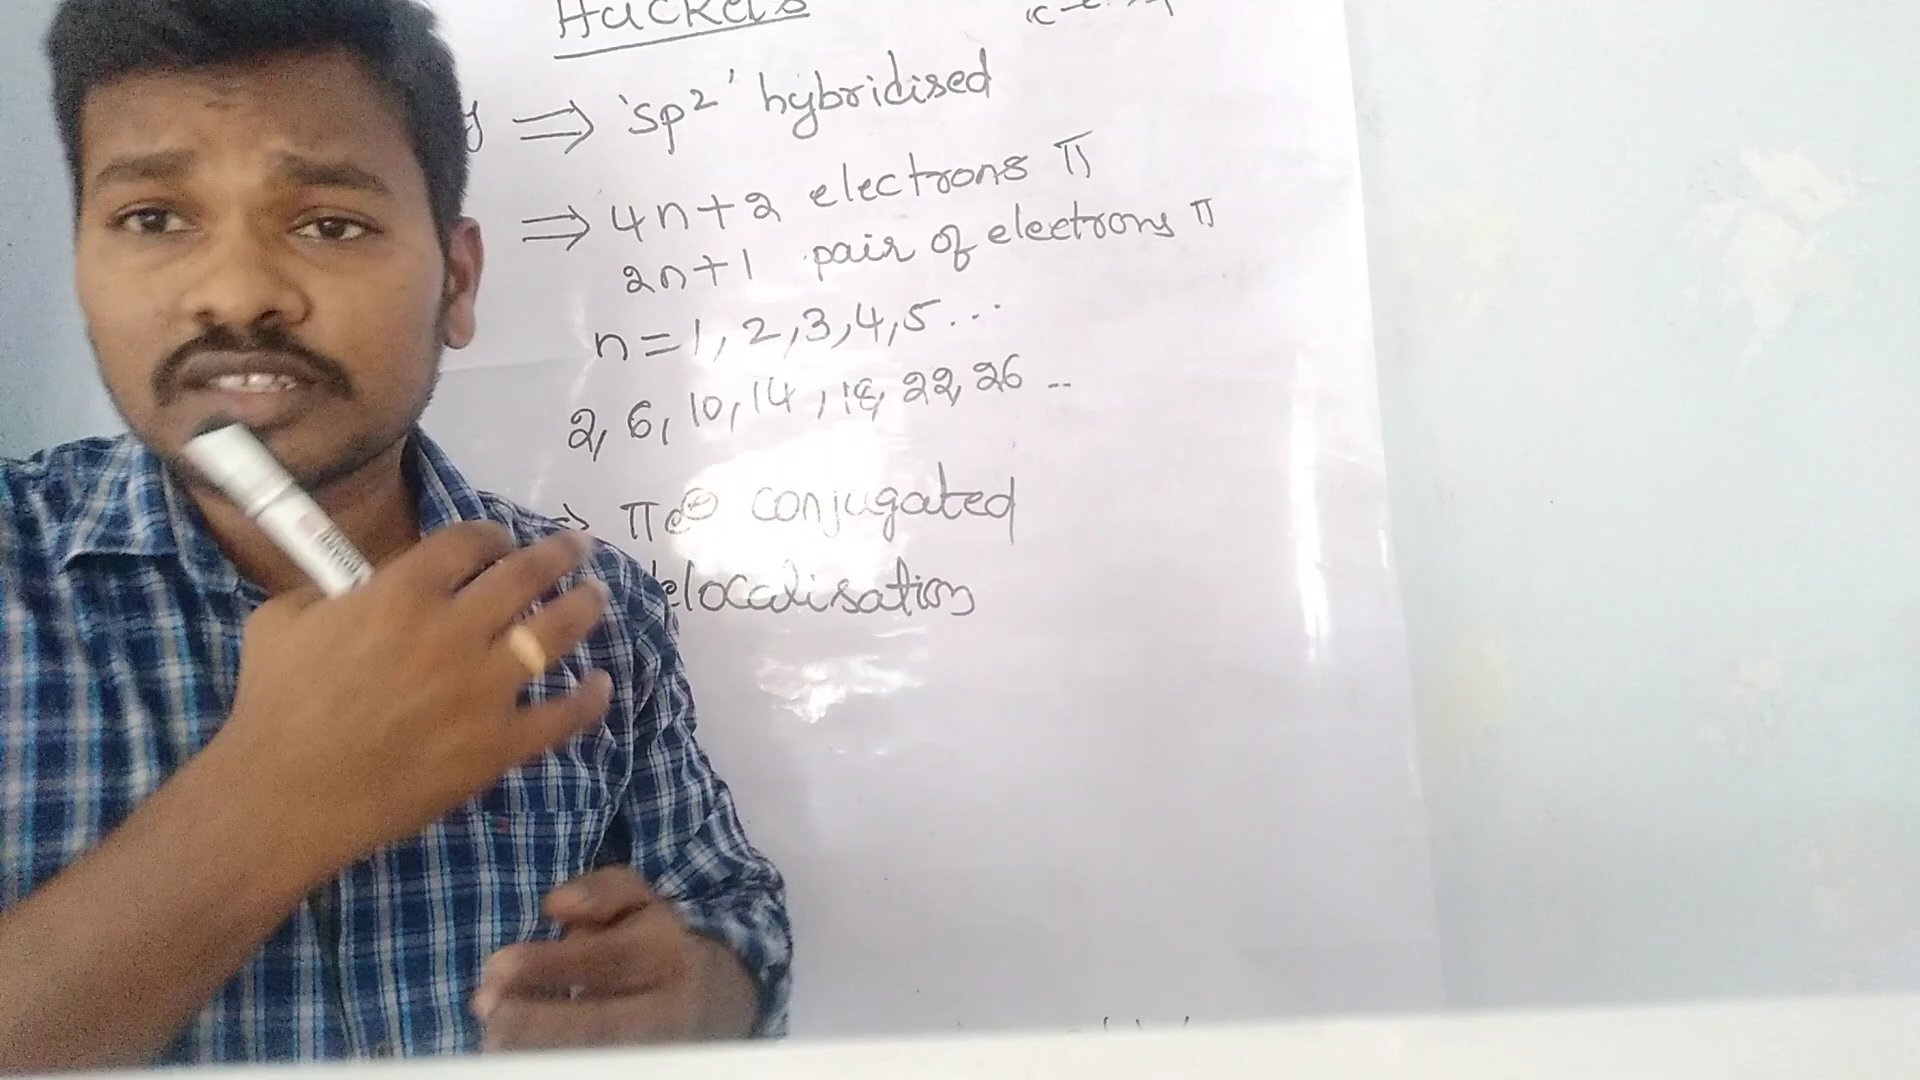 Huckels
⇒ 'sp²' hybridised
⇒ 4n+2 electrons π
2n+1 pair of electrons π
n=1,2,3,4,5...
2, 6, 10, 14, 18, 22, 26 --
⇒ πe⊖ conjugated
delocalisation